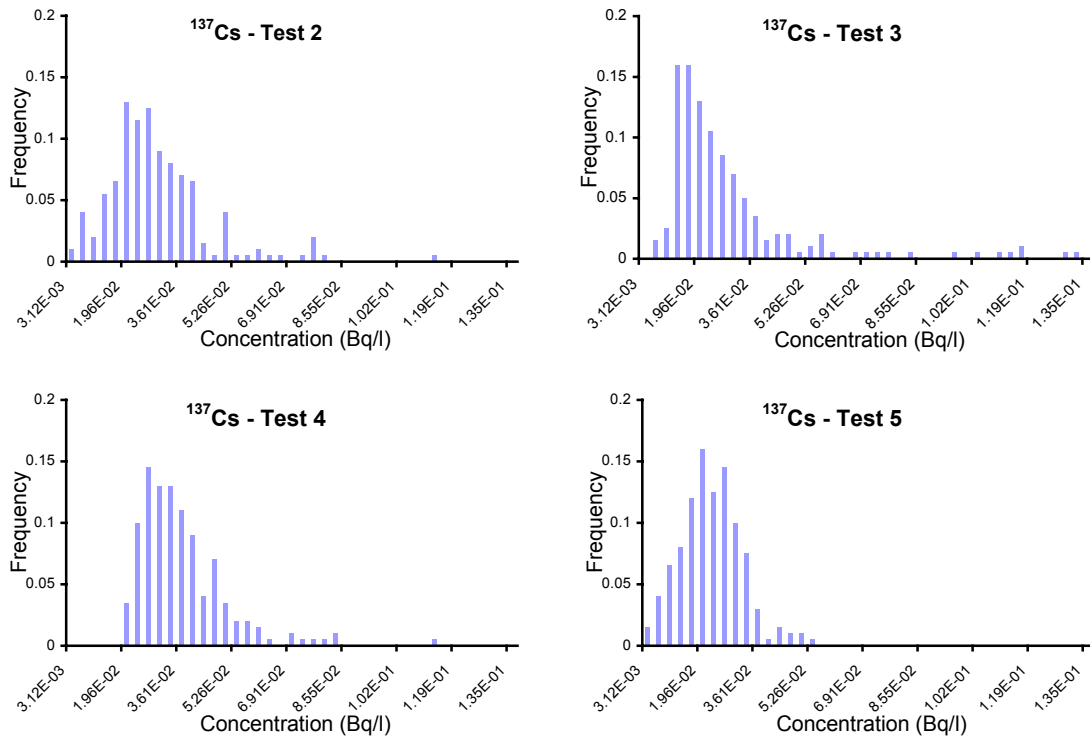 ¹³⁷Cs - Test 2
Frequency
0.2
0.15
0.1
0.05
0
3.12E-03
1.96E-02
3.61E-02
5.26E-02
6.91E-02
8.55E-02
1.02E-01
1.19E-01
1.35E-01
Concentration (Bq/l)
¹³⁷Cs - Test 3
Frequency
0.2
0.15
0.1
0.05
0
3.12E-03
1.96E-02
3.61E-02
5.26E-02
6.91E-02
8.55E-02
1.02E-01
1.19E-01
1.35E-01
Concentration (Bq/l)
¹³⁷Cs - Test 4
Frequency
0.2
0.15
0.1
0.05
0
3.12E-03
1.96E-02
3.61E-02
5.26E-02
6.91E-02
8.55E-02
1.02E-01
1.19E-01
1.35E-01
Concentration (Bq/l)
¹³⁷Cs - Test 5
Frequency
0.2
0.15
0.1
0.05
0
3.12E-03
1.96E-02
3.61E-02
5.26E-02
6.91E-02
8.55E-02
1.02E-01
1.19E-01
1.35E-01
Concentration (Bq/l)